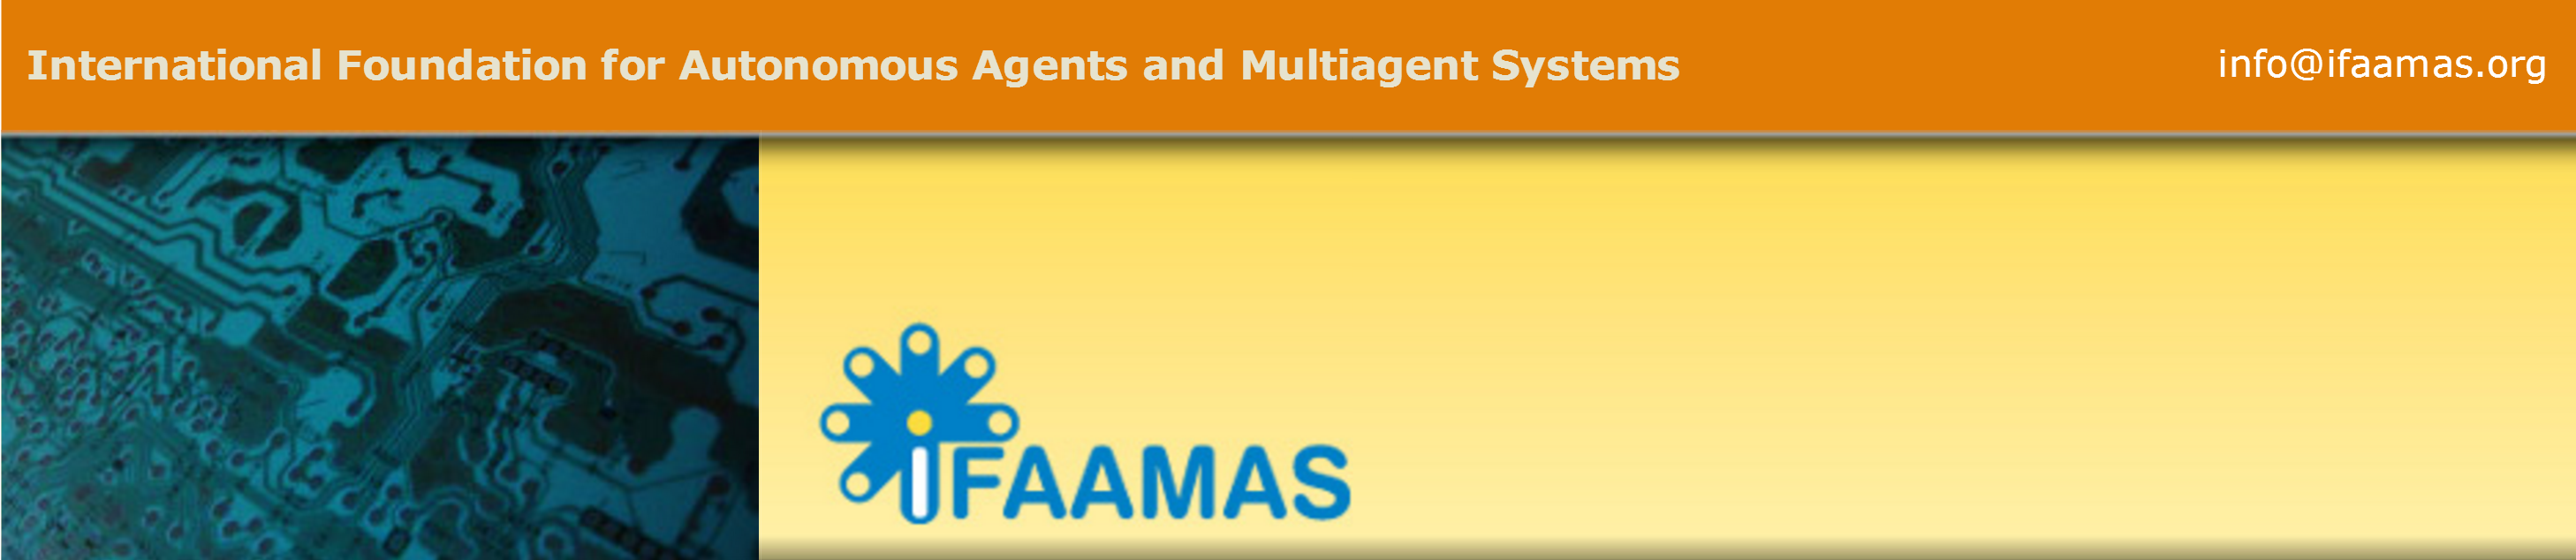 International Foundation for Autonomous Agents and Multiagent Systems
info@ifaamas.org
iFAAMAS